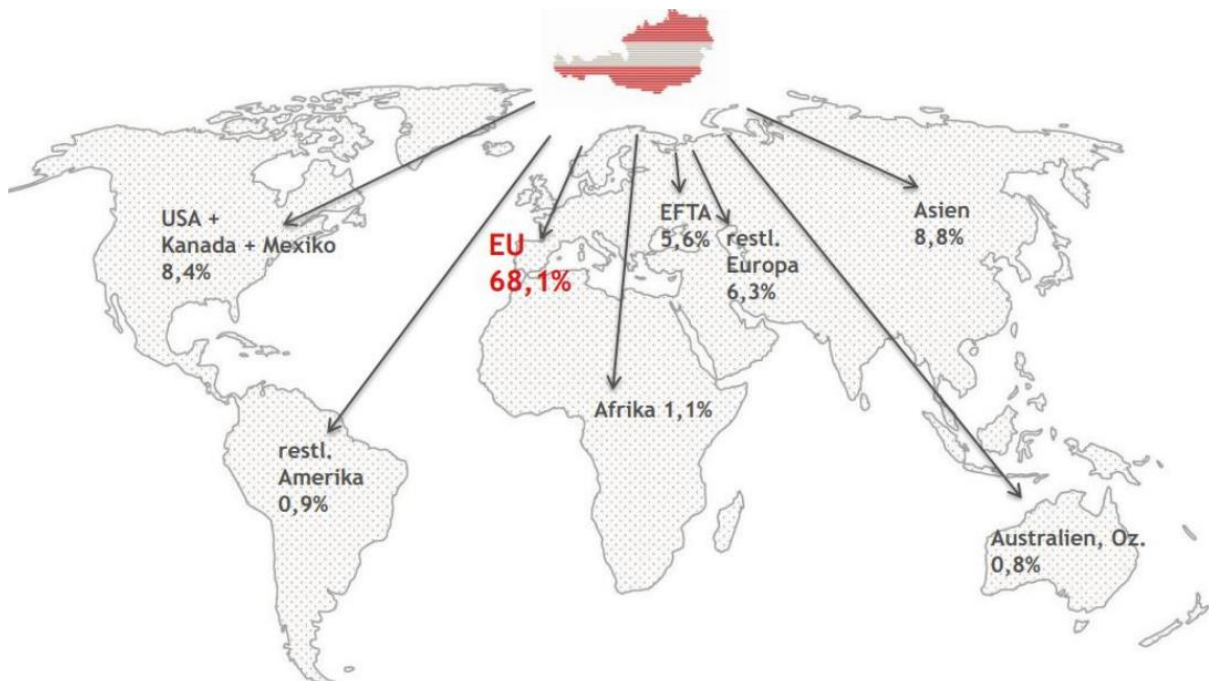 USA +
Kanada + Mexiko
8,4%
EU
68,1%
EFTA
5,6%
restl.
Europa
6,3%
Asien
8,8%
Afrika 1,1%
restl.
Amerika
0,9%
Australien, Oz.
0,8%